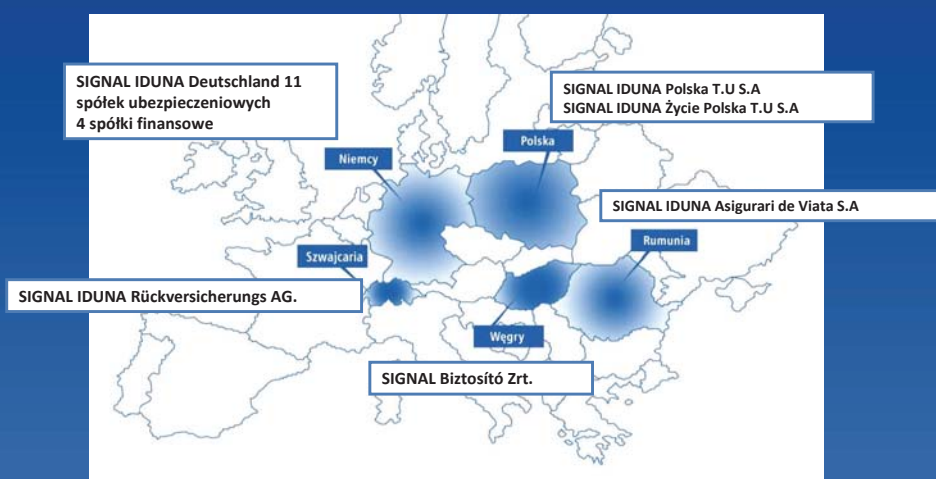 SIGNAL IDUNA Deutschland 11
spółek ubezpieczeniowych
4 spółki finansowe
SIGNAL IDUNA Polska T.U S.A
SIGNAL IDUNA Życie Polska T.U S.A
Polska
Niemcy
SIGNAL IDUNA Asigurari de Viata S.A
Rumunia
Szwajcaria
SIGNAL IDUNA Rückversicherungs AG.
Węgry
SIGNAL Biztosító Zrt.